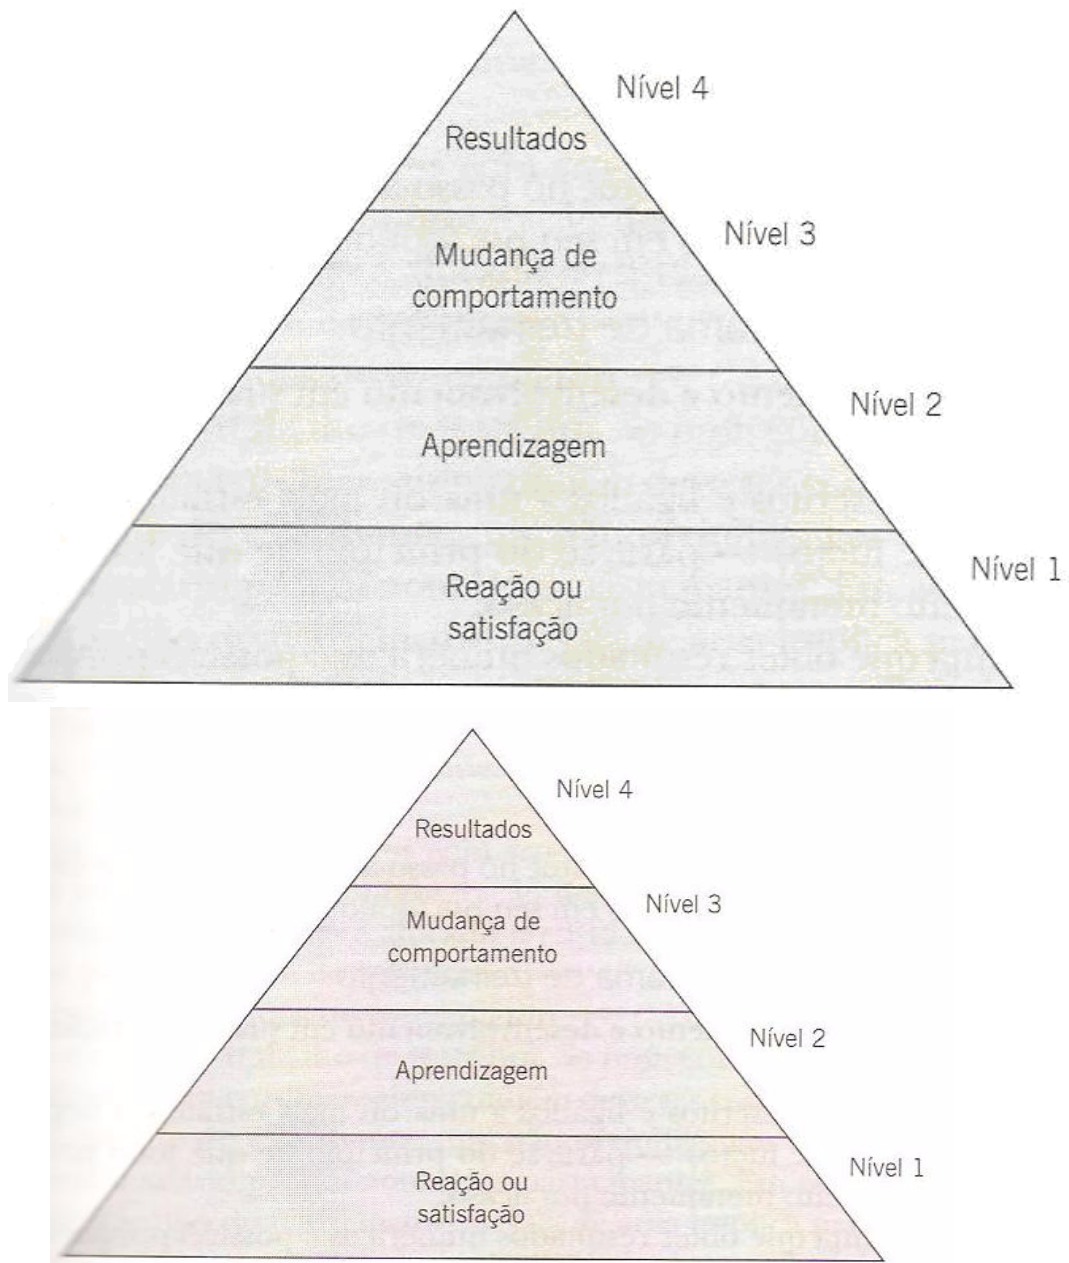 Nível 4
Resultados
Nível 3
Mudança de
comportamento
Nível 2
Aprendizagem
Nível 1
Reação ou
satisfação
Nível 4
Resultados
Nível 3
Mudança de
comportamento
Nível 2
Aprendizagem
Nível 1
Reação ou
satisfação